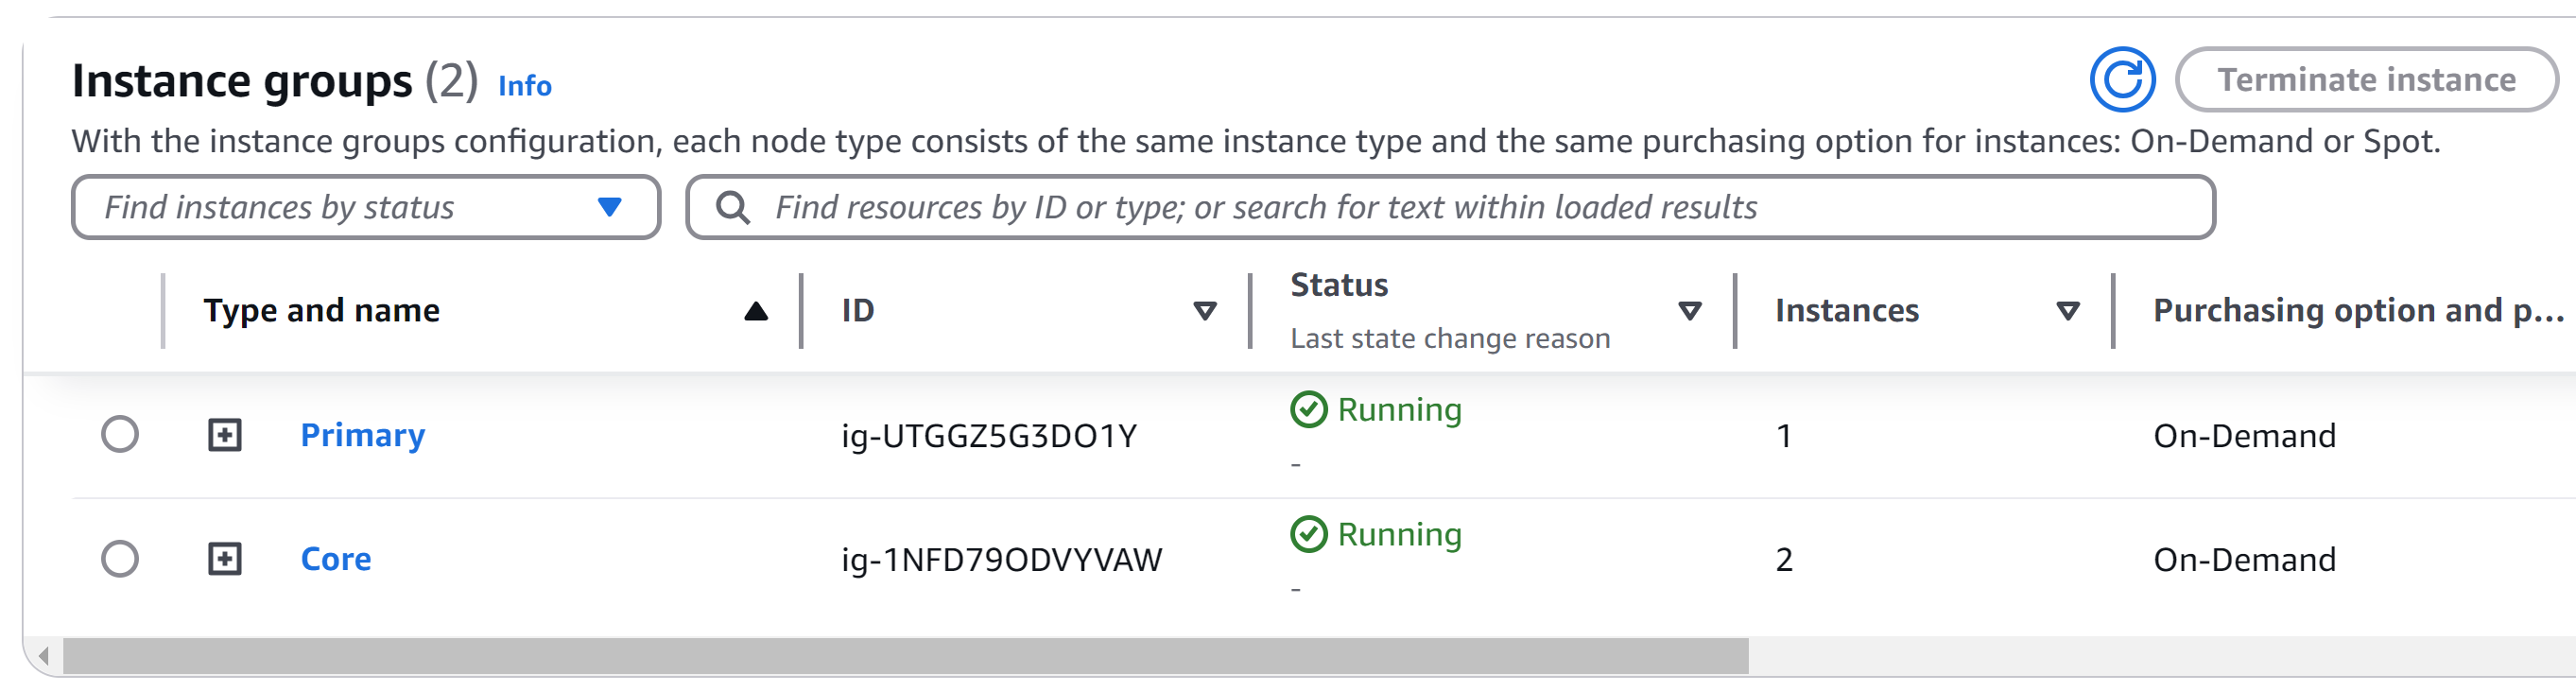 Instance groups (2) Info
Terminate instance
With the instance groups configuration, each node type consists of the same instance type and the same purchasing option for instances: On-Demand or Spot.
Find instances by status
Find resources by ID or type; or search for text within loaded results
Type and name
ID
Status
Last state change reason
Instances
Purchasing option and p...
Primary
ig-UTGGZ5G3DO1Y
Running
-
1
On-Demand
Core
ig-1NFD79ODVYVAW
Running
-
2
On-Demand